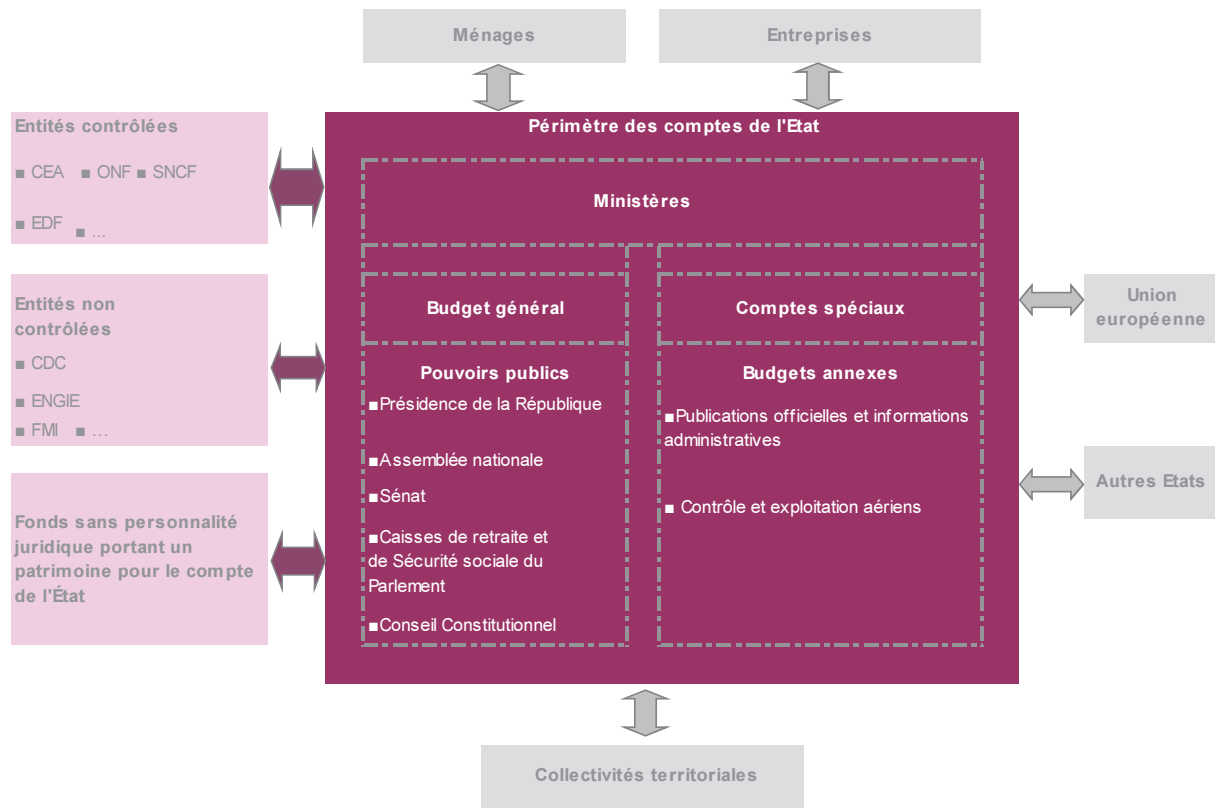 Ménages
Entreprises
Entités contrôlées
■ CEA ■ ONF ■ SNCF
■ EDF ■ ...
Entités non
contrôlées
■ CDC
■ ENGIE
■ FMI ■ ...
Fonds sans personnalité
juridique portant un
patrimoine pour le compte
de l'État
Périmètre des comptes de l'Etat
Ministères
Budget général
Pouvoirs publics
■Présidence de la République
■Assemblée nationale
■Sénat
■Caisses de retraite et
de Sécurité sociale du
Parlement
■Conseil Constitutionnel
Comptes spéciaux
Budgets annexes
■Publications officielles et informations
administratives
■ Contrôle et exploitation aériens
Union
européenne
Autres Etats
Collectivités territoriales